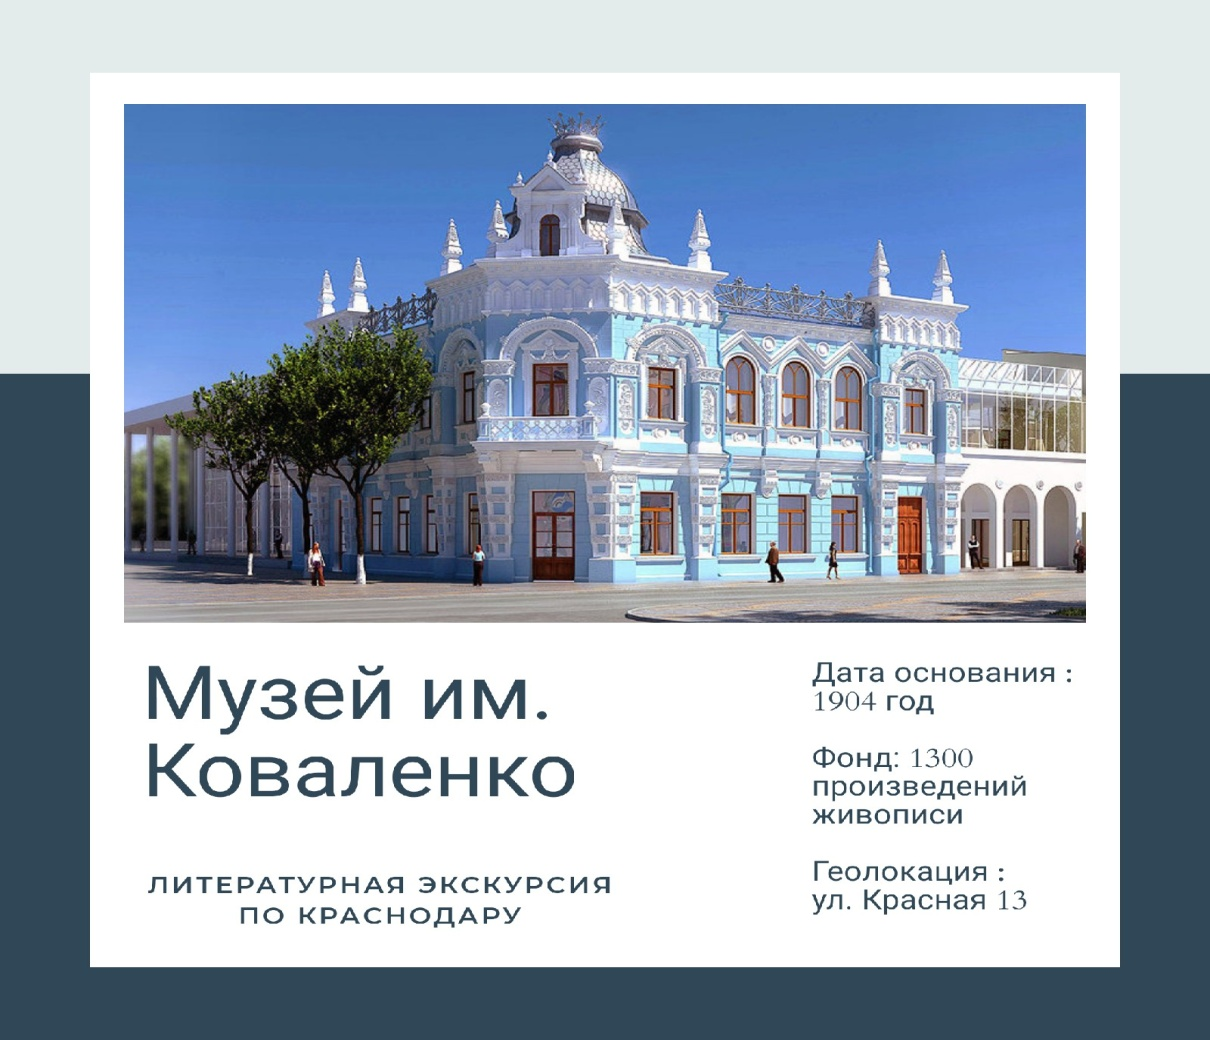 Музей им.
Коваленко
ЛИТЕРАТУРНАЯ ЭКСКУРСИЯ
ПО КРАСНОДАРУ
Дата основания :
1904 год
Фонд: 1300
произведений
живописи
Геолокация :
ул. Красная 13